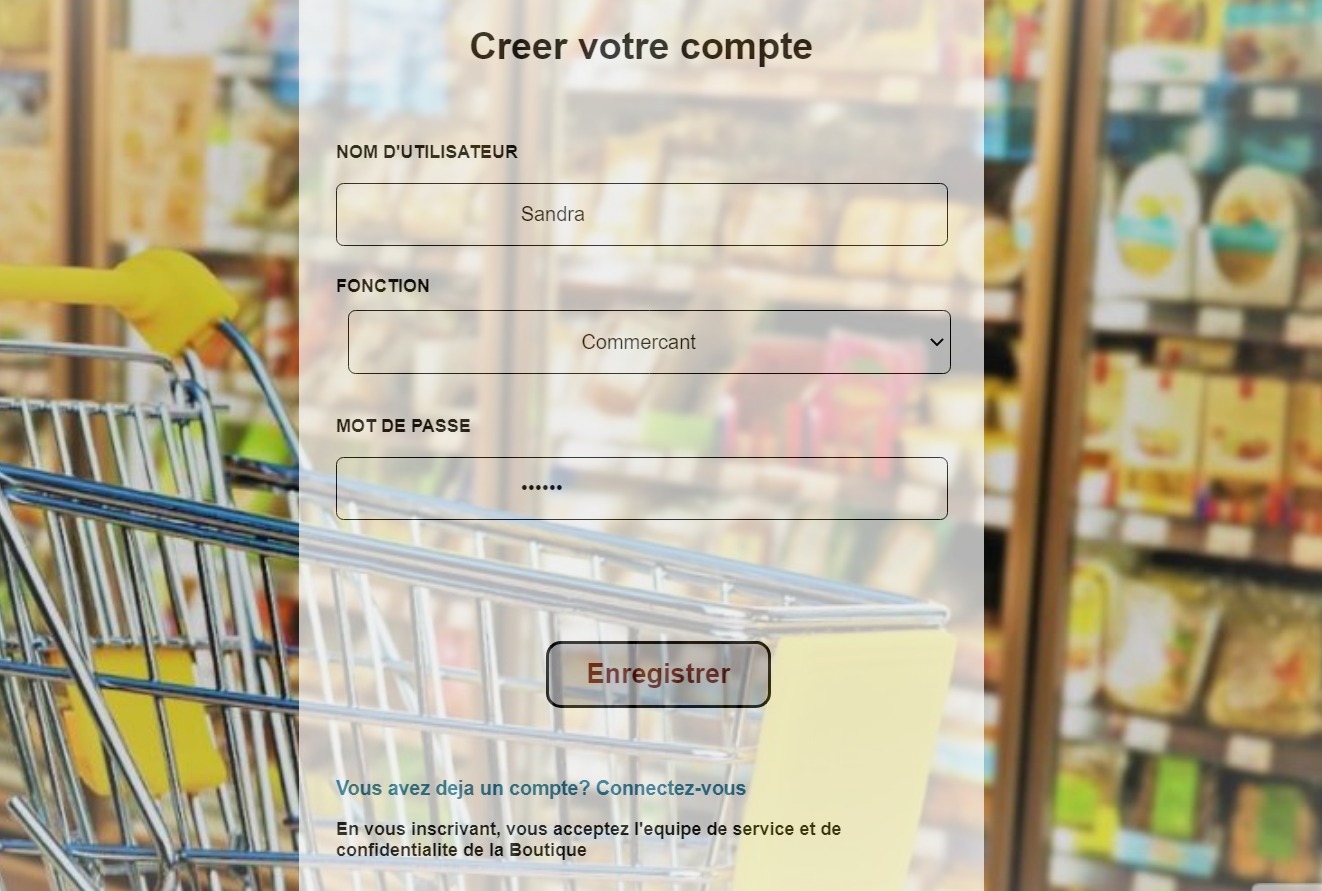 Creer votre compte
NOM D'UTILISATEUR
Sandra
FONCTION
Commercant
MOT DE PASSE
••••••
Enregistrer
Vous avez deja un compte? Connectez-vous
En vous inscrivant, vous acceptez l'equipe de service et de
confidentialite de la Boutique